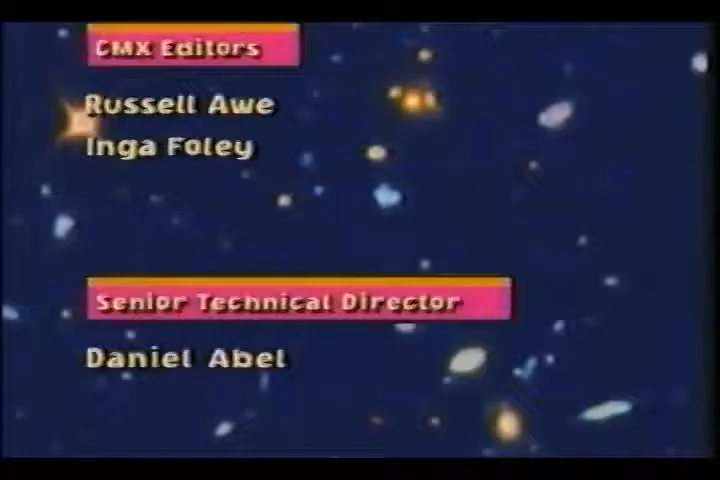 CMX Editors
Russell Awe
Inga Foley
Senior Technical Director
Daniel Abel